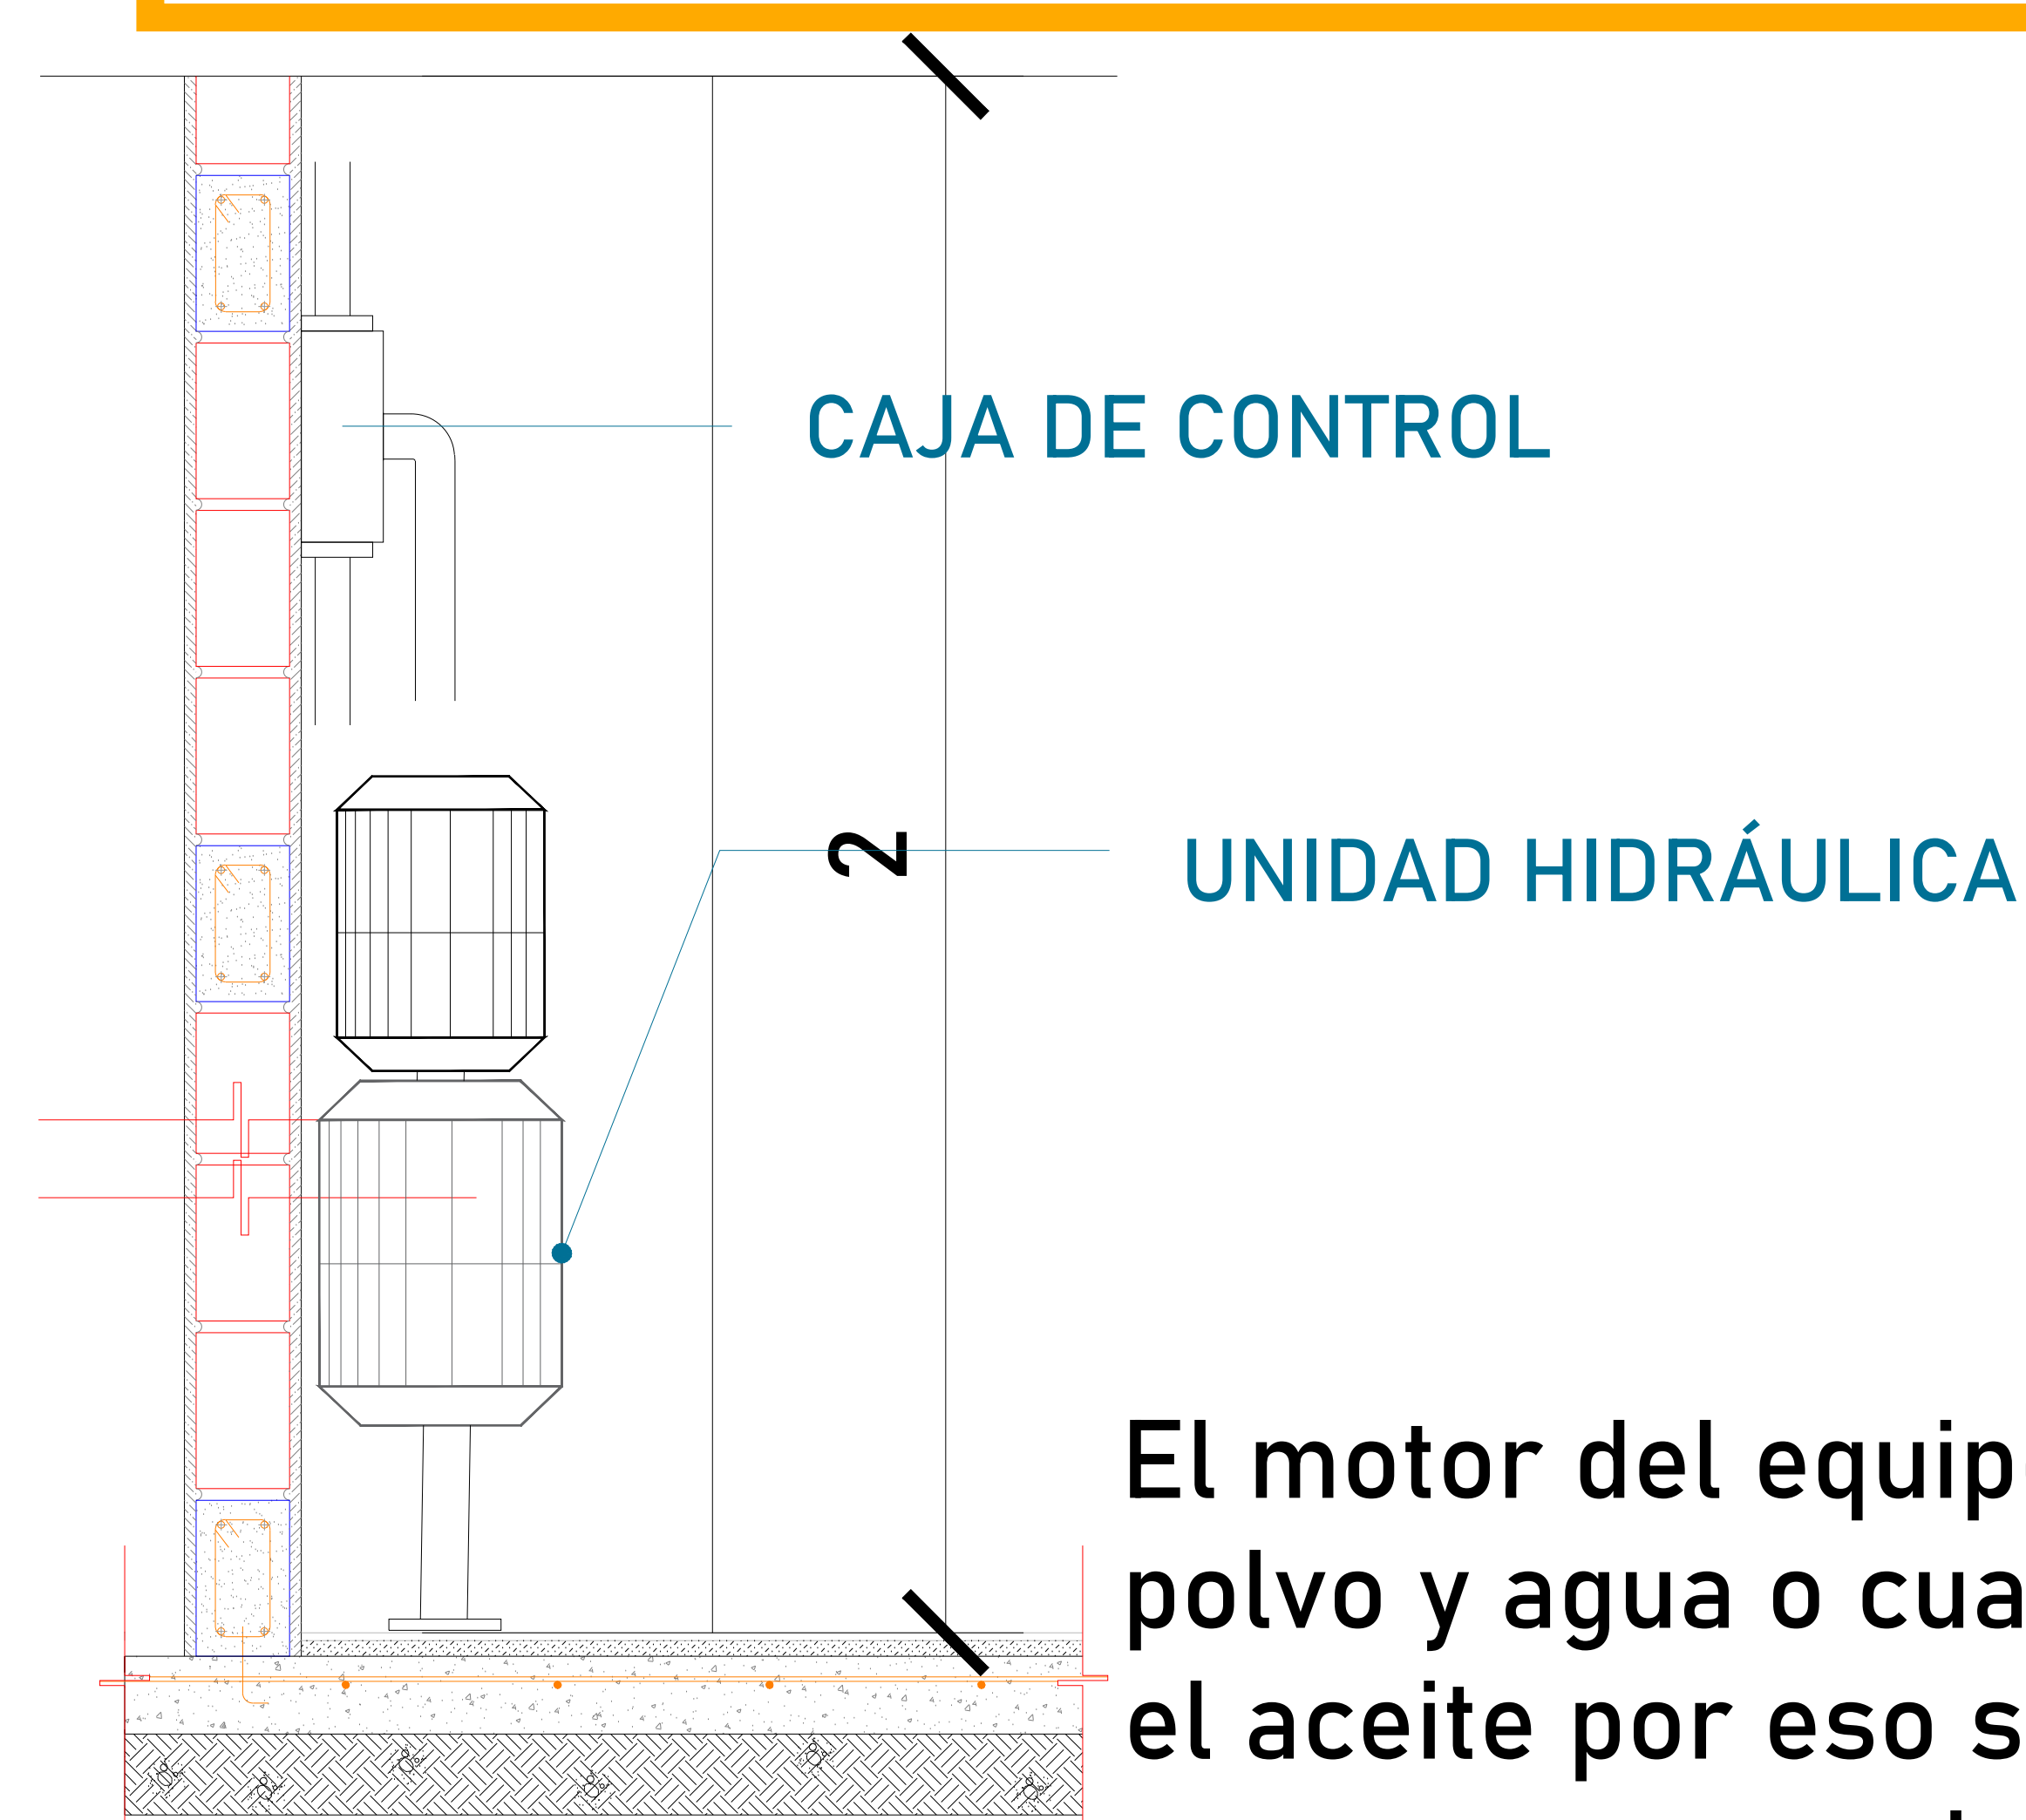 CAJA DE CONTROL
2
UNIDAD HIDRÁULICA
El motor del equip
polvo y agua o cua
el aceite por eso s